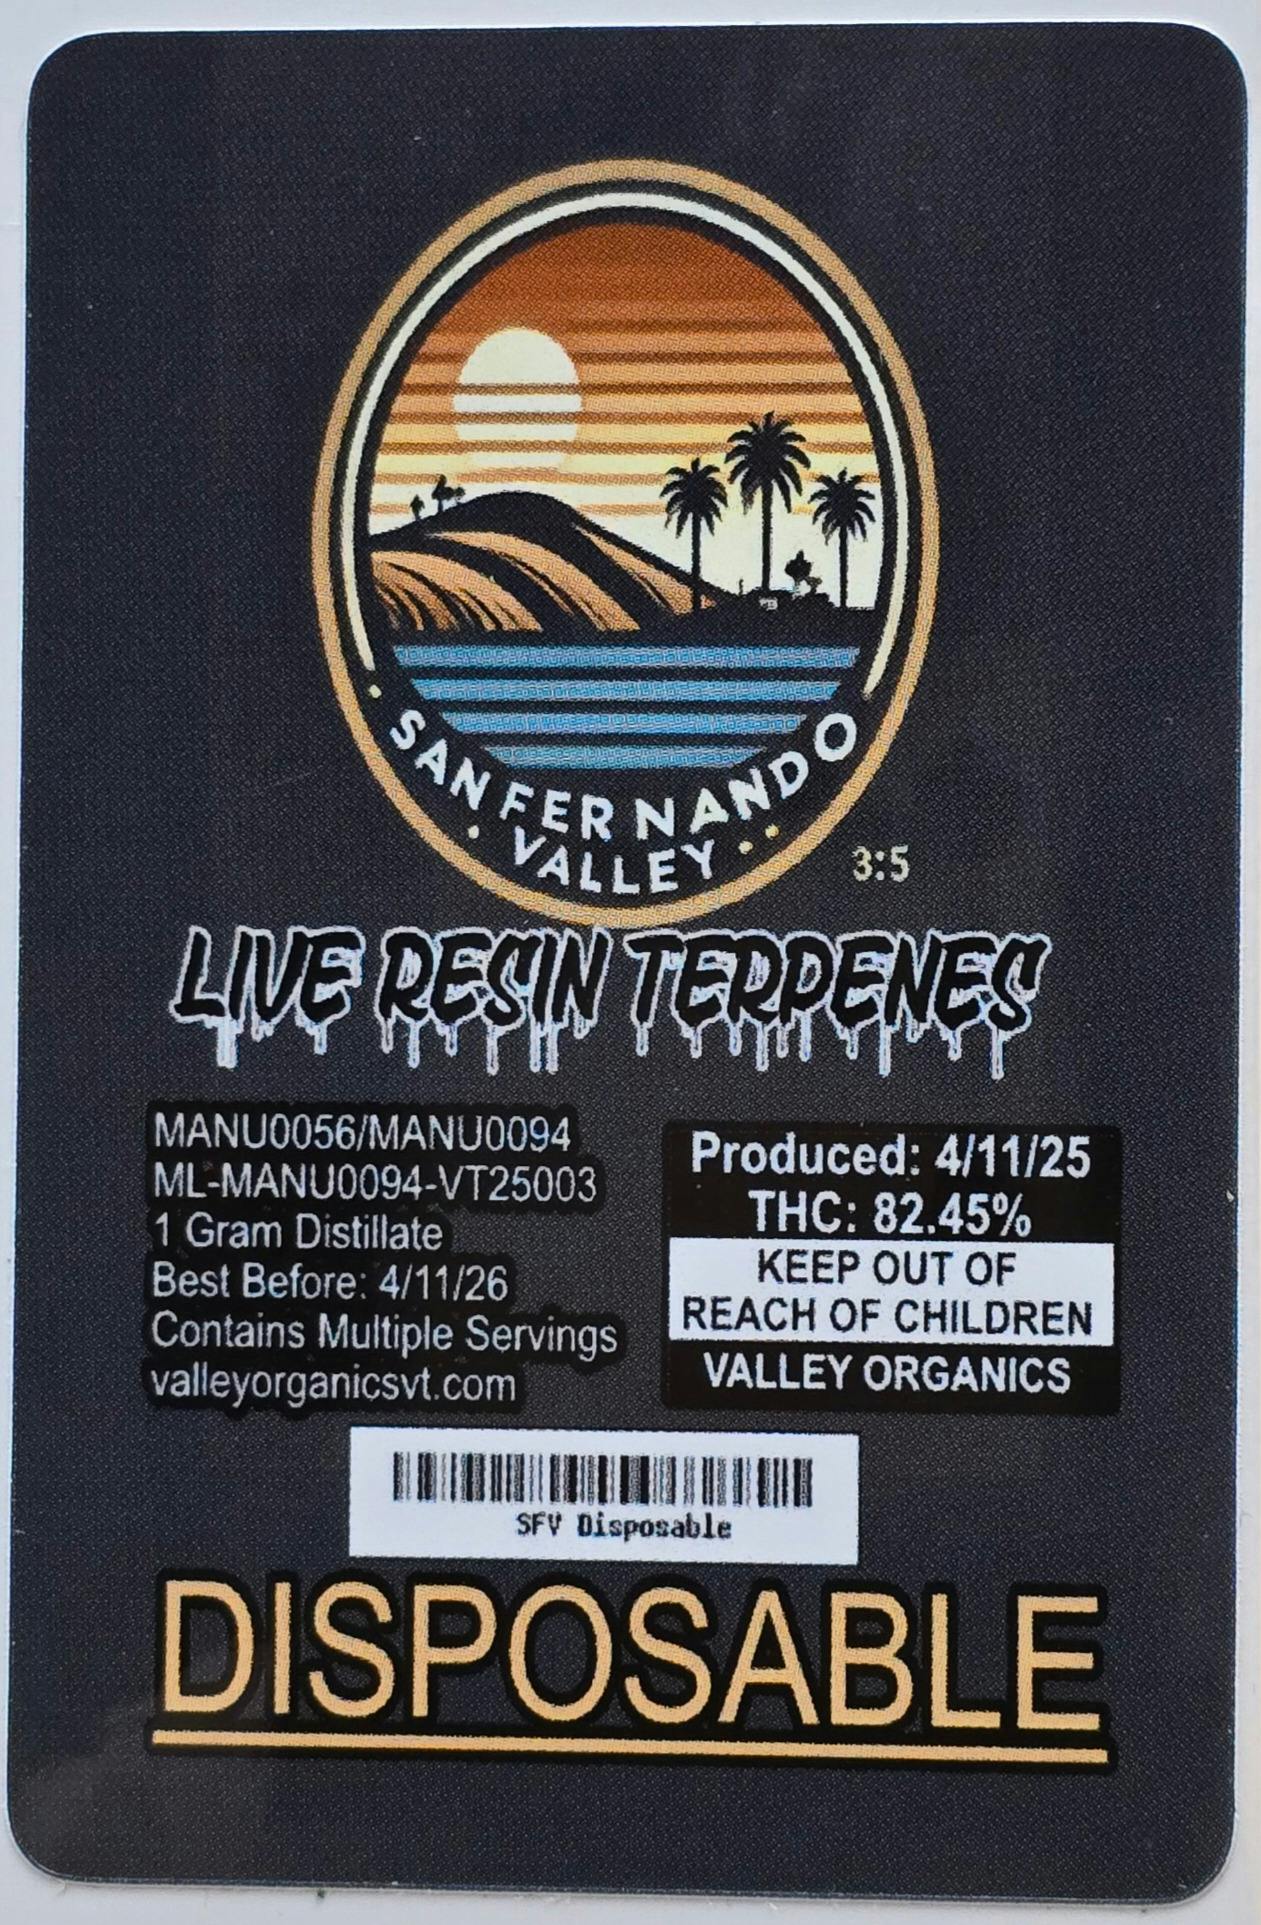 SAN FERNANDO
VALLEY
3:5
LIVE RESIN TERPENES
MANU0056/MANU0094
ML-MANU0094-VT25003
1 Gram Distillate
Best Before: 4/11/26
Contains Multiple Servings
valleyorganicsvt.com
Produced: 4/11/25
THC: 82.45%
KEEP OUT OF
REACH OF CHILDREN
VALLEY ORGANICS
SFV Disposable
DISPOSABLE